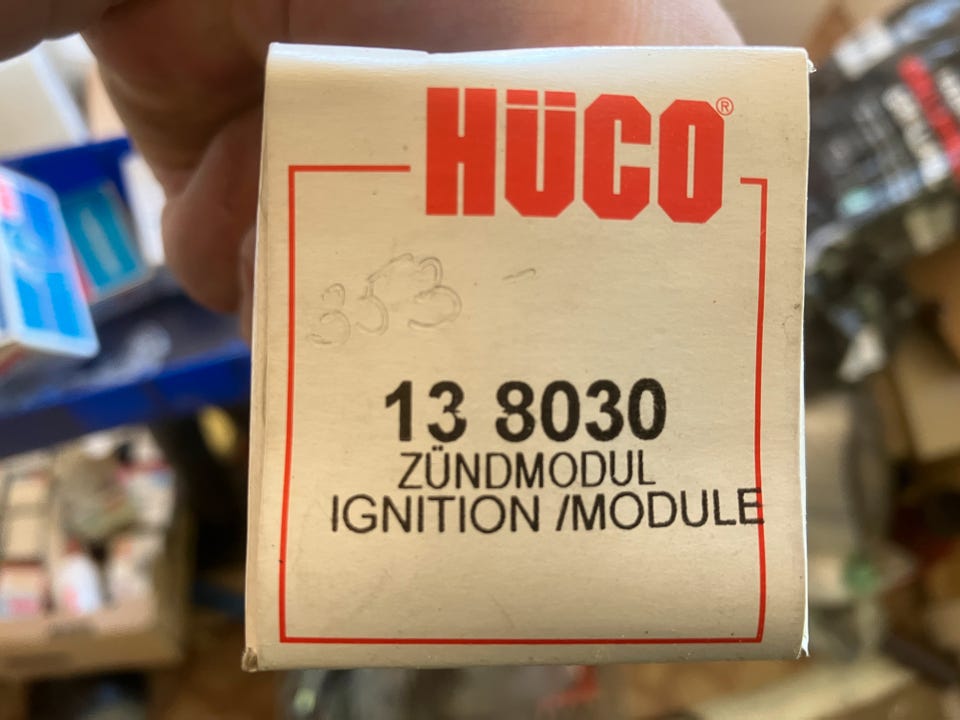 HÜCO®
353 -
13 8030
ZÜNDMODUL
IGNITION /MODULE